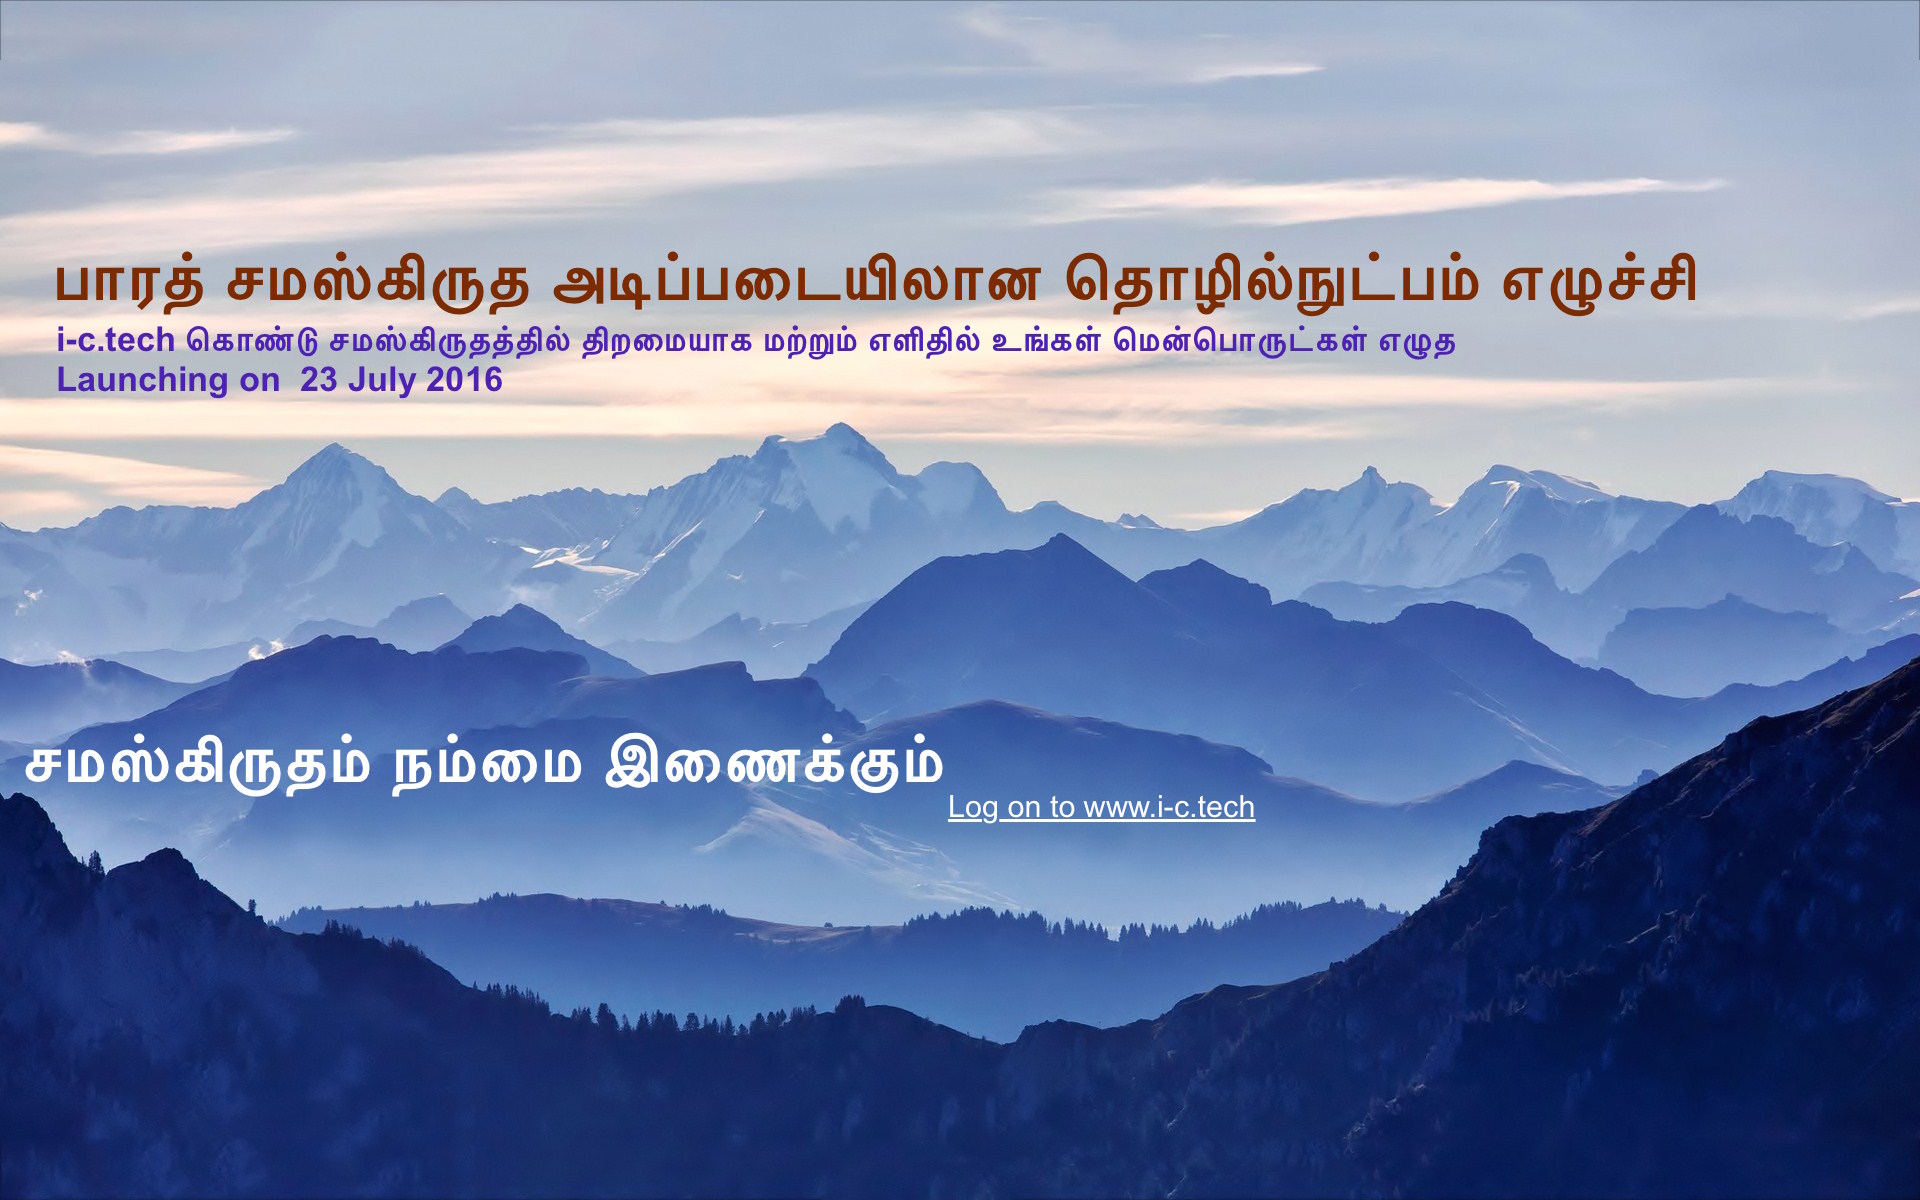 பாரத் சமஸ்கிருத அடிப்படையிலான தொழில்நுட்பம் எழுச்சி
i-c.tech கொண்டு சமஸ்கிருதத்தில் திறமையாக மற்றும் எளிதில் உங்கள் மென்பொருட்கள் எழுத
Launching on 23 July 2016
சமஸ்கிருதம் நம்மை இணைக்கும்
Log on to www.i-c.tech